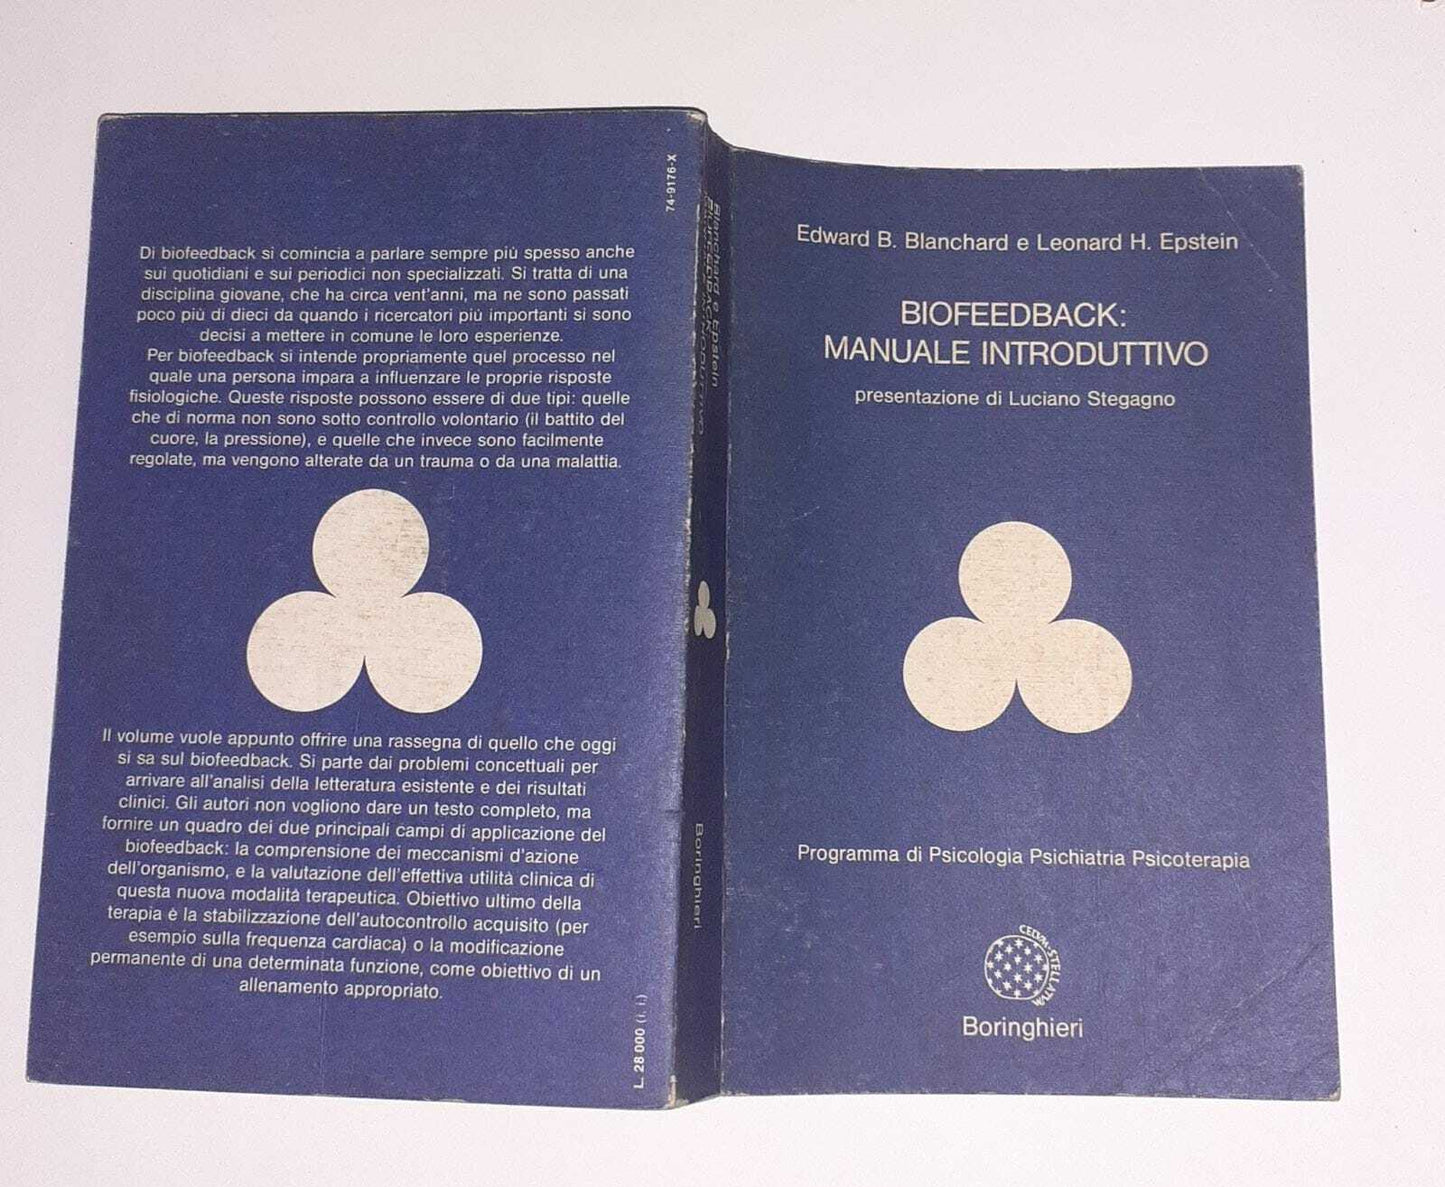 Di biofeedback si comincia a parlare sempre più spesso anche
sui quotidiani e sui periodici non specializzati. Si tratta di una
disciplina giovane, che ha circa vent'anni, ma ne sono passati
poco più di dieci da quando i ricercatori più importanti si sono
decisi a mettere in comune le loro esperienze.
Per biofeedback si intende propriamente quel processo nel
quale una persona impara a influenzare le proprie risposte
fisiologiche. Queste risposte possono essere di due tipi: quelle
che di norma non sono sotto controllo volontario (il battito del
cuore, la pressione), e quelle che invece sono facilmente
regolate, ma vengono alterate da un trauma o da una malattia.
Il volume vuole appunto offrire una rassegna di quello che oggi
si sa sul biofeedback. Si parte dai problemi concettuali per
arrivare all'analisi della letteratura esistente e dei risultati
clinici. Gli autori non vogliono dare un testo completo, ma
fornire un quadro dei due principali campi di applicazione del
biofeedback: la comprensione dei meccanismi d'azione
dell'organismo, e la valutazione dell'effettiva utilità clinica di
questa nuova modalità terapeutica. Obiettivo ultimo della
terapia è la stabilizzazione dell'autocontrollo acquisito (per
esempio sulla frequenza cardiaca) o la modificazione
permanente di una determinata funzione, come obiettivo di un
allenamento appropriato.
74-9176-X
L. 28 000 (i. i.)
Blanchard e Epstein
BIOFEEDBACK:
MANUALE INTRODUTTIVO
Boringhieri
Edward B. Blanchard e Leonard H. Epstein
BIOFEEDBACK:
MANUALE INTRODUTTIVO
presentazione di Luciano Stegagno
Programma di Psicologia Psichiatria Psicoterapia
CELVM·STELLATVM
Boringhieri